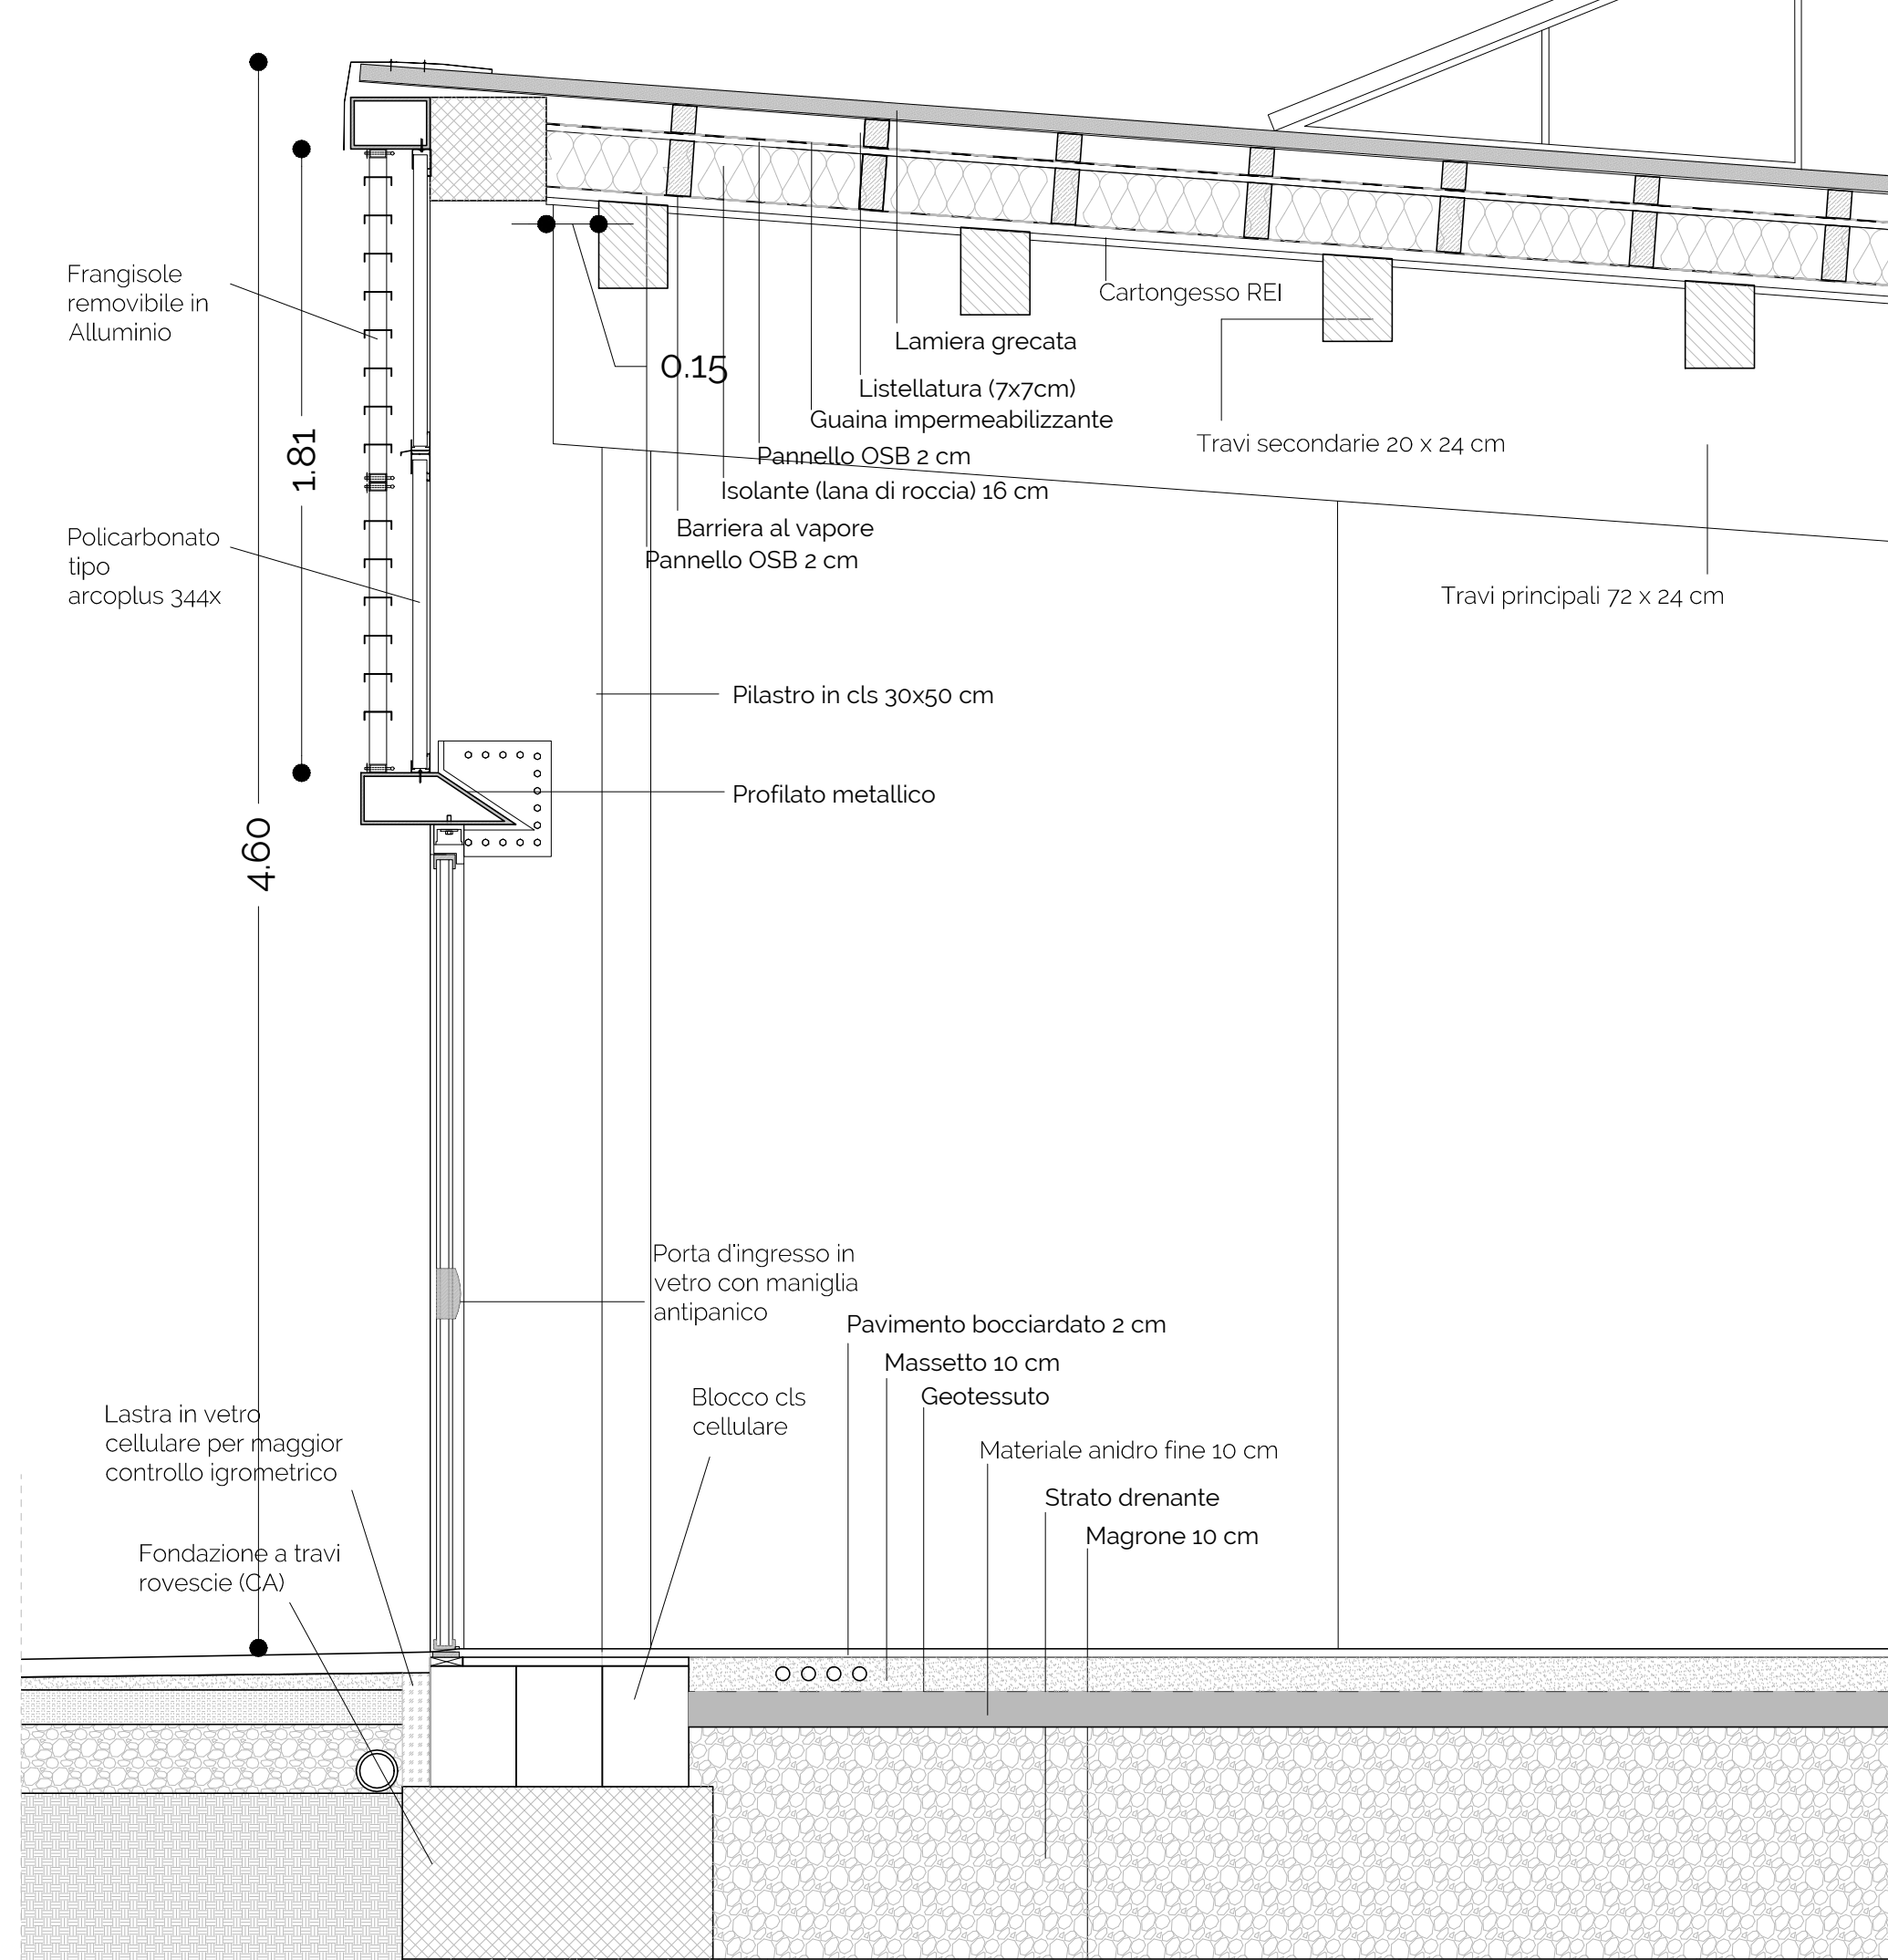 Frangisole
removibile in
Alluminio
1.81
Policarbonato
tipo
arcoplus 344x
4.60
0.15
Cartongesso REI
Lamiera grecata
Listellatura (7x7cm)
Guaina impermeabilizzante
Pannello OSB 2 cm
Isolante (lana di roccia) 16 cm
Barriera al vapore
Pannello OSB 2 cm
Travi secondarie 20 x 24 cm
Travi principali 72 x 24 cm
Pilastro in cls 30x50 cm
Profilato metallico
Porta d'ingresso in
vetro con maniglia
antipanico
Pavimento bocciardato 2 cm
Massetto 10 cm
Geotessuto
Materiale anidro fine 10 cm
Strato drenante
Magrone 10 cm
Blocco cls
cellulare
Lastra in vetro
cellulare per maggior
controllo igrometrico
Fondazione a travi
rovescie (CA)